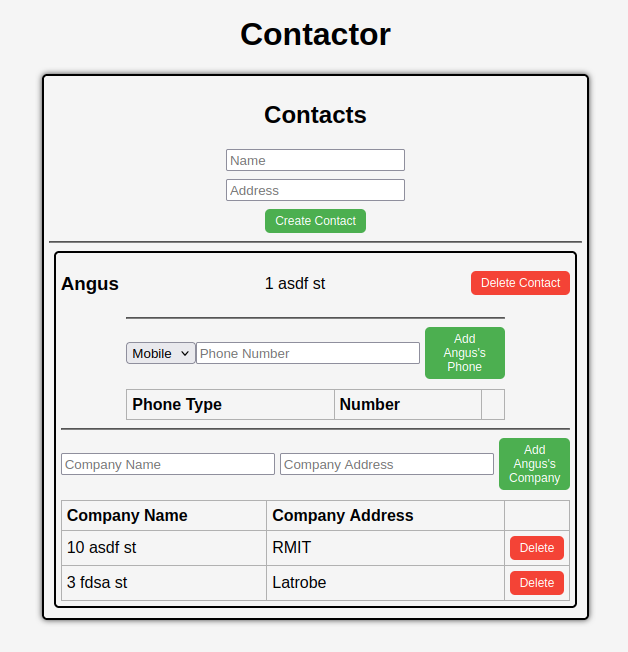 Contactor
Contacts
Name
Address
Create Contact
Angus 1 asdf st Delete Contact
Mobile Phone Number Add Angus's Phone
Phone Type Number
Company Name Company Address Add Angus's Company
Company Name Company Address
10 asdf st RMIT Delete
3 fdsa st Latrobe Delete